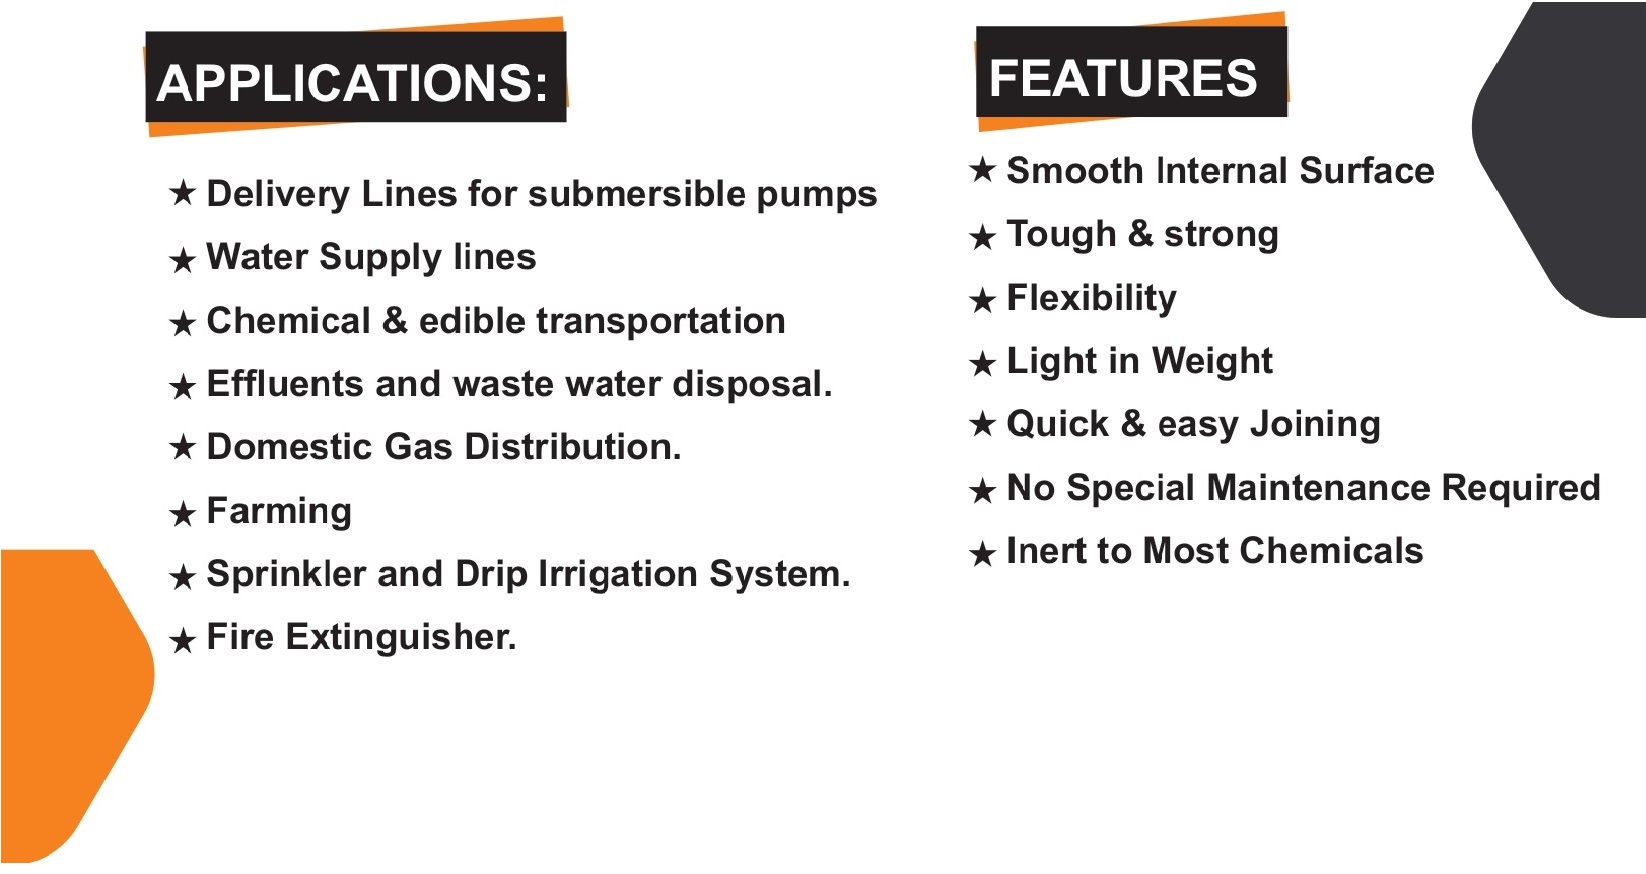 APPLICATIONS:
★ Delivery Lines for submersible pumps
★ Water Supply lines
★ Chemical & edible transportation
★ Effluents and waste water disposal.
★ Domestic Gas Distribution.
★ Farming
★ Sprinkler and Drip Irrigation System.
★ Fire Extinguisher.
FEATURES
★ Smooth Internal Surface
★ Tough & strong
★ Flexibility
★ Light in Weight
★ Quick & easy Joining
★ No Special Maintenance Required
★ Inert to Most Chemicals